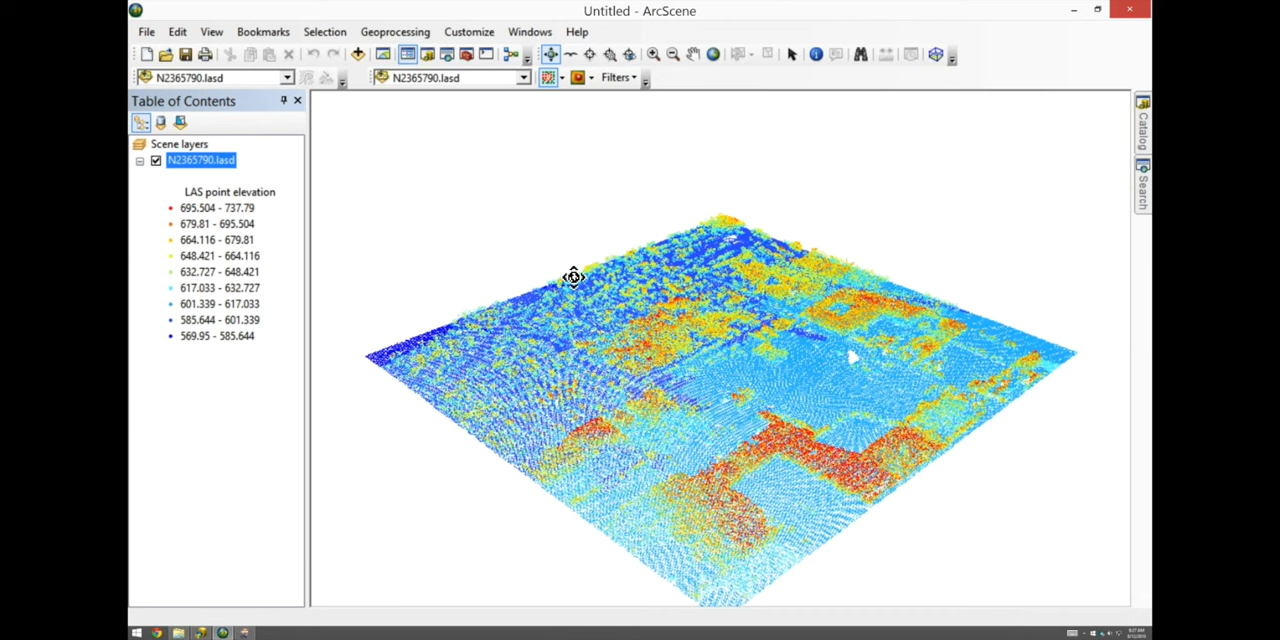 Untitled - ArcScene
File Edit View Bookmarks Selection Geoprocessing Customize Windows Help
N2365790.lasd N2365790.lasd Filters
Table of Contents
Scene layers
N2365790.lasd
LAS point elevation
695.504 - 737.79
679.81 - 695.504
664.116 - 679.81
648.421 - 664.116
632.727 - 648.421
617.033 - 632.727
601.339 - 617.033
585.644 - 601.339
569.95 - 585.644
Catalog
Search